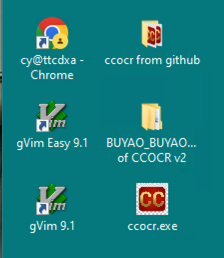 cy@ttcdxa -
Chrome
ccocr from github
gVim Easy 9.1
BUYAO_BUYAO...
of CCOCR v2
gVim 9.1
CC
ccocr.exe